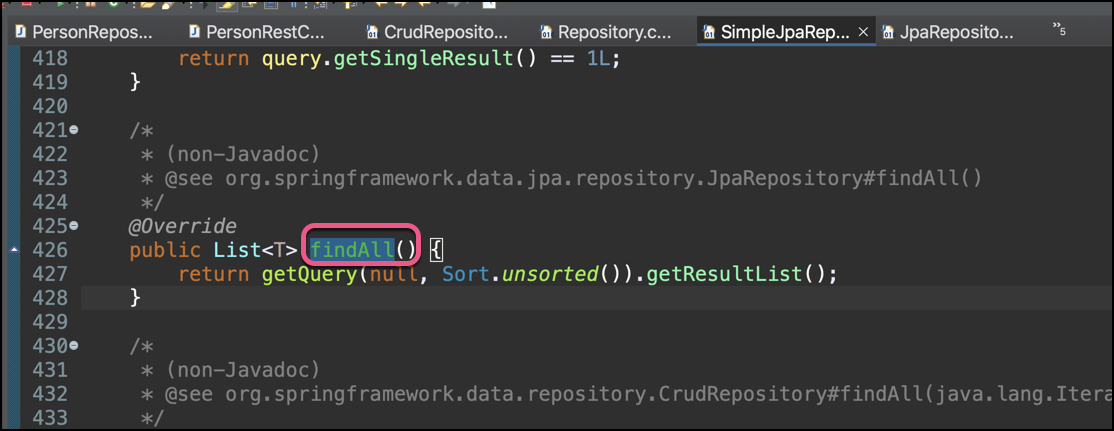 PersonRepos... PersonRestC... CrudReposito... Repository.c... SimpleJpaRep... JpaReposito... 5
418 return query.getSingleResult() == 1L;
419 }
420
421 /*
422 * (non-Javadoc)
423 * @see org.springframework.data.jpa.repository.JpaRepository#findAll()
424 */
425 @Override
426 public List<T> findAll() {
427 return getQuery(null, Sort.unsorted()).getResultList();
428 }
429
430 /*
431 * (non-Javadoc)
432 * @see org.springframework.data.repository.CrudRepository#findAll(java.lang.Itera
433 */